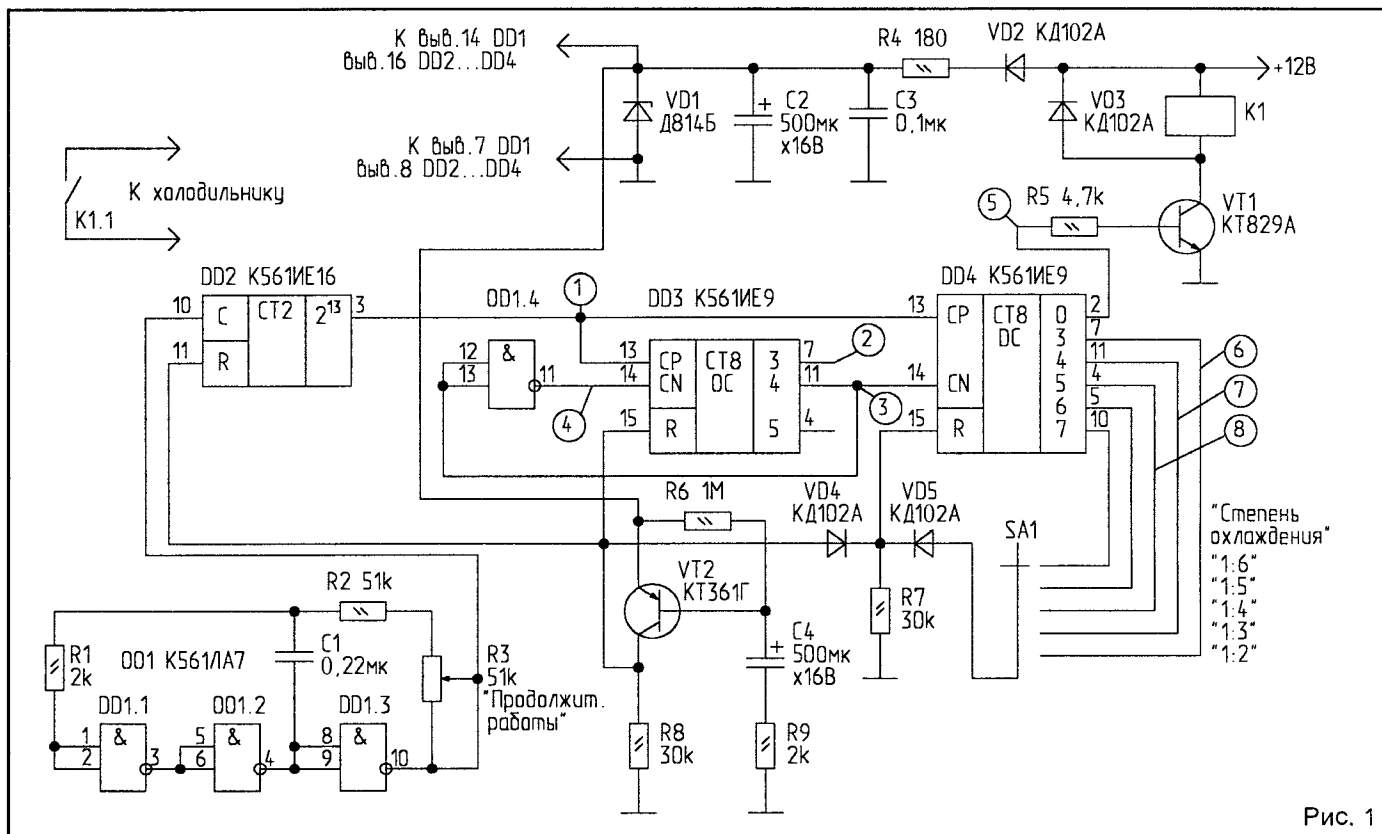 К выв.14 DD1
выв.16 DD2...DD4
К выв.7 DD1
выв.8 DD2...DD4
VD1
Д814Б
+
C2
500мк
х16В
C3
0,1мк
R4 180
VD2 КД102А
+12В
VD3
КД102А
K1
К холодильнику
K1.1
5
R5 4,7k
VT1
КТ829А
DD2 К561ИЕ16
10
C
CT2
2¹³
3
11
R
DD1.4
12
13
&
11
4
1
DD3 К561ИЕ9
13
CP
CT8
DC
3
7
2
14
CN
4
11
3
15
R
5
4
DD4 К561ИЕ9
13
CP
CT8
DC
0
2
3
7
4
11
14
CN
5
4
6
5
15
R
7
10
6
7
8
R6 1M
VD4
КД102А
VD5
КД102А
SA1
"Степень
охлаждения"
"1:6"
"1:5"
"1:4"
"1:3"
"1:2"
VT2
КТ361Г
R7
30k
+
C4
500мк
х16В
R8
30k
R9
2k
R2 51k
R1
2k
DD1 К561ЛА7
C1
0,22мк
R3
51k
"Продолжит.
работы"
DD1.1
DD1.2
DD1.3
1
2
&
3
5
6
&
4
8
9
&
10
Рис. 1